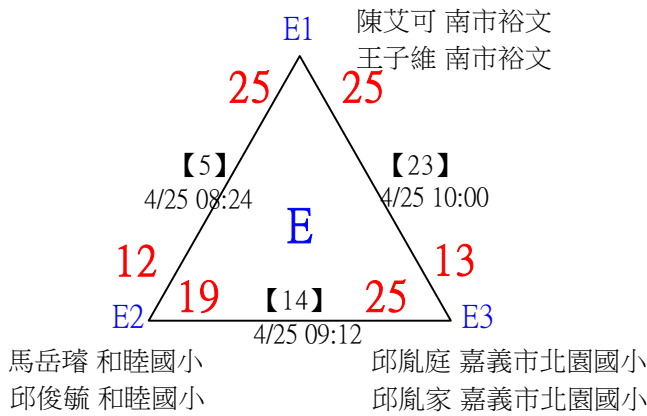 E1
陳艾可 南市裕文
王子維 南市裕文
25
25
【5】
4/25 08:24
【23】
4/25 10:00
E
12
13
19
【14】
25
E2
4/25 09:12
E3
馬岳璿 和睦國小
邱俊毓 和睦國小
邱胤庭 嘉義市北園國小
邱胤家 嘉義市北園國小